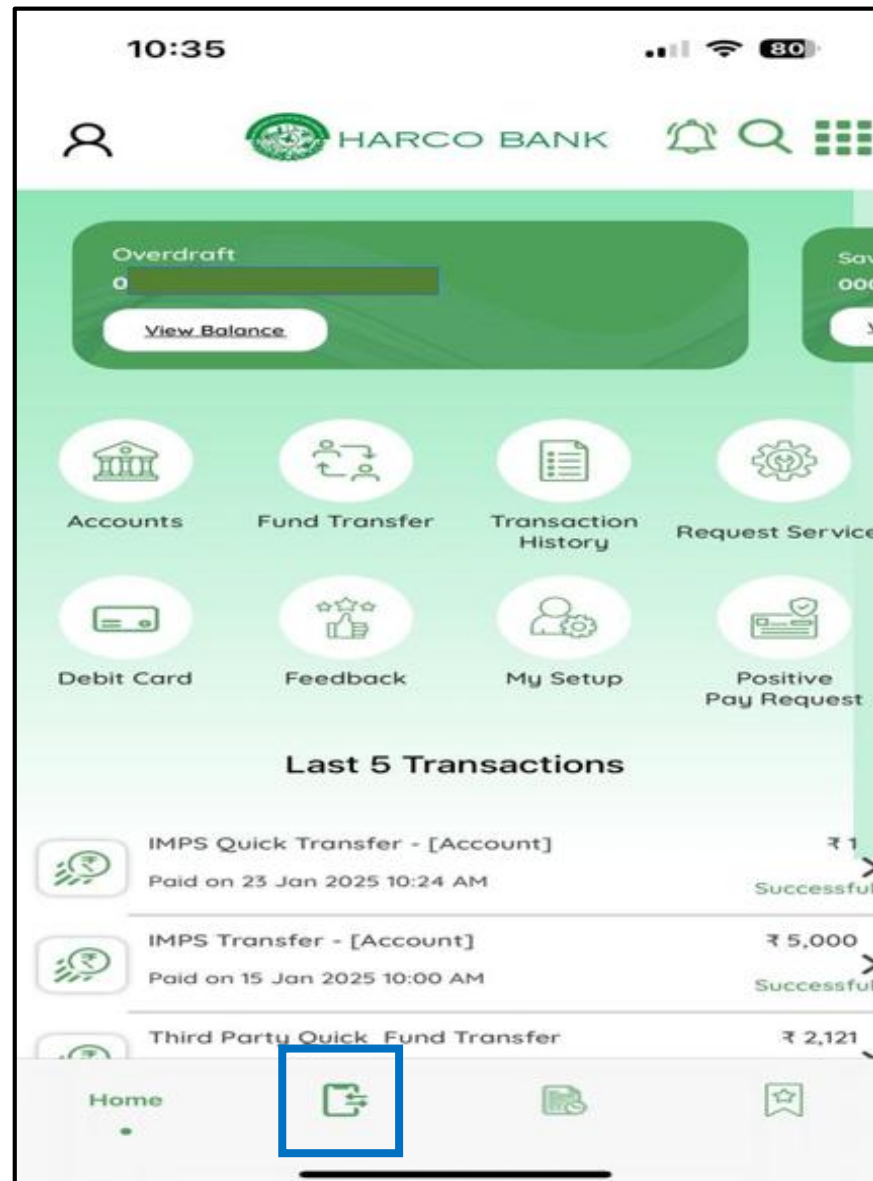 10:35
80
HARCO BANK
Overdraft
0
View Balance
Sav
000
Accounts
Fund Transfer
Transaction
History
Request Service
Debit Card
Feedback
My Setup
Positive
Pay Request
Last 5 Transactions
IMPS Quick Transfer - [Account]
₹ 1
Paid on 23 Jan 2025 10:24 AM
Successful
IMPS Transfer - [Account]
₹ 5,000
Paid on 15 Jan 2025 10:00 AM
Successful
Third Party Quick Fund Transfer
₹ 2,121
Home